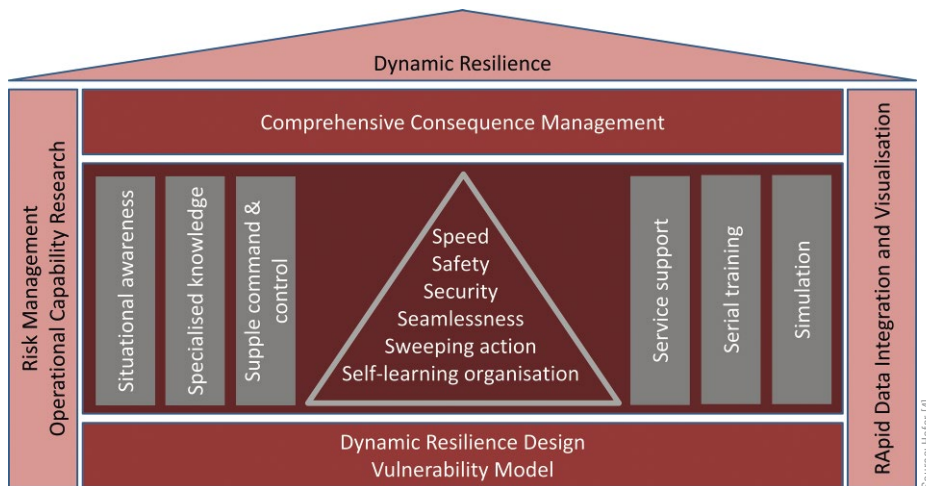 Dynamic Resilience
Risk Management
Operational Capability Research
Comprehensive Consequence Management
Situational awareness
Specialised knowledge
Supple command &
control
Speed
Safety
Security
Seamlessness
Sweeping action
Self-learning organisation
Service support
Serial training
Simulation
Dynamic Resilience Design
Vulnerability Model
RApid Data Integration and Visualisation